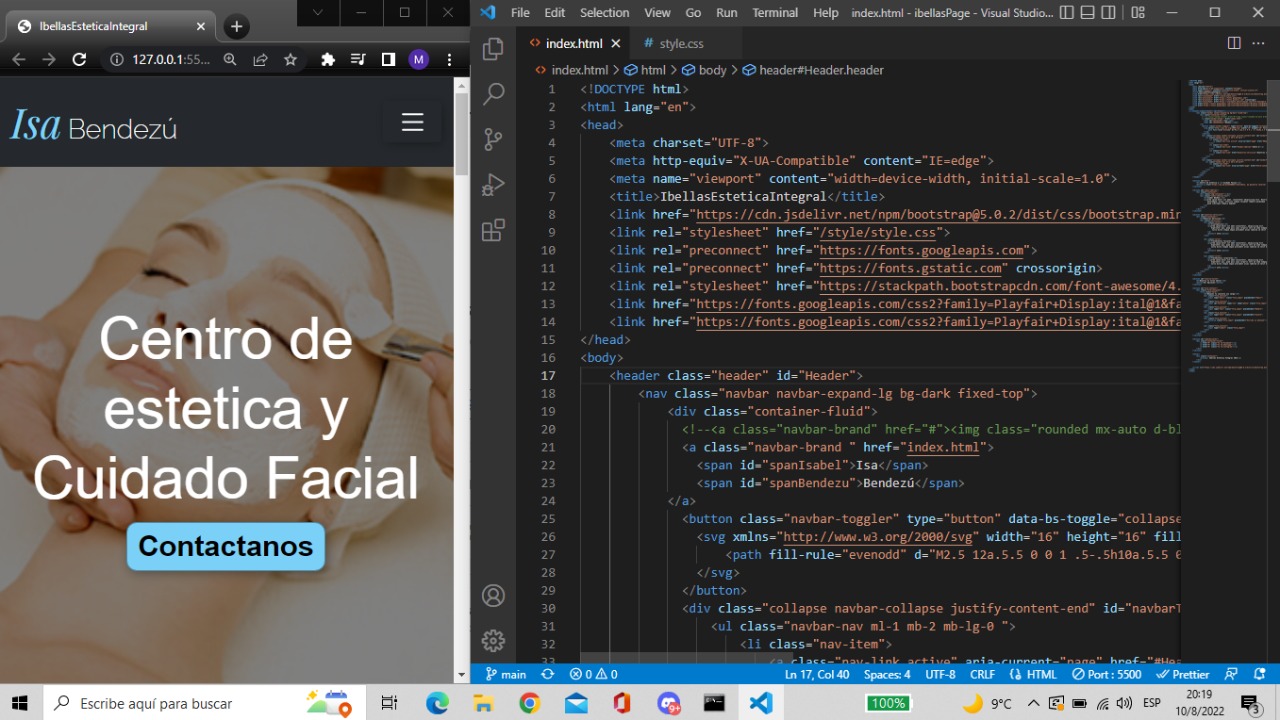 IbellasEsteticaIntegral
127.0.0.1:55...
M
Isa Bendezú
Centro de
estetica y
Cuidado Facial
Contactanos
File Edit Selection View Go Run Terminal Help index.html - ibellasPage - Visual Studio...
index.html
# style.css
index.html > html > body > header#Header.header
1 <!DOCTYPE html>
2 <html lang="en">
3 <head>
4 <meta charset="UTF-8">
5 <meta http-equiv="X-UA-Compatible" content="IE=edge">
6 <meta name="viewport" content="width=device-width, initial-scale=1.0">
7 <title>IbellasEsteticaIntegral</title>
8 <link href="https://cdn.jsdelivr.net/npm/bootstrap@5.0.2/dist/css/bootstrap.min
9 <link rel="stylesheet" href="/style/style.css">
10 <link rel="preconnect" href="https://fonts.googleapis.com">
11 <link rel="preconnect" href="https://fonts.gstatic.com" crossorigin>
12 <link rel="stylesheet" href="https://stackpath.bootstrapcdn.com/font-awesome/4.
13 <link href="https://fonts.googleapis.com/css2?family=Playfair+Display:ital@1&fa
14 <link href="https://fonts.googleapis.com/css2?family=Playfair+Display:ital@1&fa
15 </head>
16 <body>
17 <header class="header" id="Header">
18 <nav class="navbar navbar-expand-lg bg-dark fixed-top">
19 <div class="container-fluid">
20 <!--<a class="navbar-brand" href="#"><img class="rounded mx-auto d-bl
21 <a class="navbar-brand " href="index.html">
22 <span id="spanIsabel">Isa</span>
23 <span id="spanBendezu">Bendezú</span>
24 </a>
25 <button class="navbar-toggler" type="button" data-bs-toggle="collapse
26 <svg xmlns="http://www.w3.org/2000/svg" width="16" height="16" fill
27 <path fill-rule="evenodd" d="M2.5 12a.5.5 0 0 1 .5-.5h10a.5.5 0
28 </svg>
29 </button>
30 <div class="collapse navbar-collapse justify-content-end" id="navbarT
31 <ul class="navbar-nav ml-1 mb-2 mb-lg-0 ">
32 <li class="nav-item">
33 <a class="nav-link active" aria-current="page" href="#Hea
main 0 0 Ln 17, Col 40 Spaces: 4 UTF-8 CRLF HTML Port : 5500 Prettier
Escribe aquí para buscar
100%
9°C
ESP
20:19
10/8/2022
3